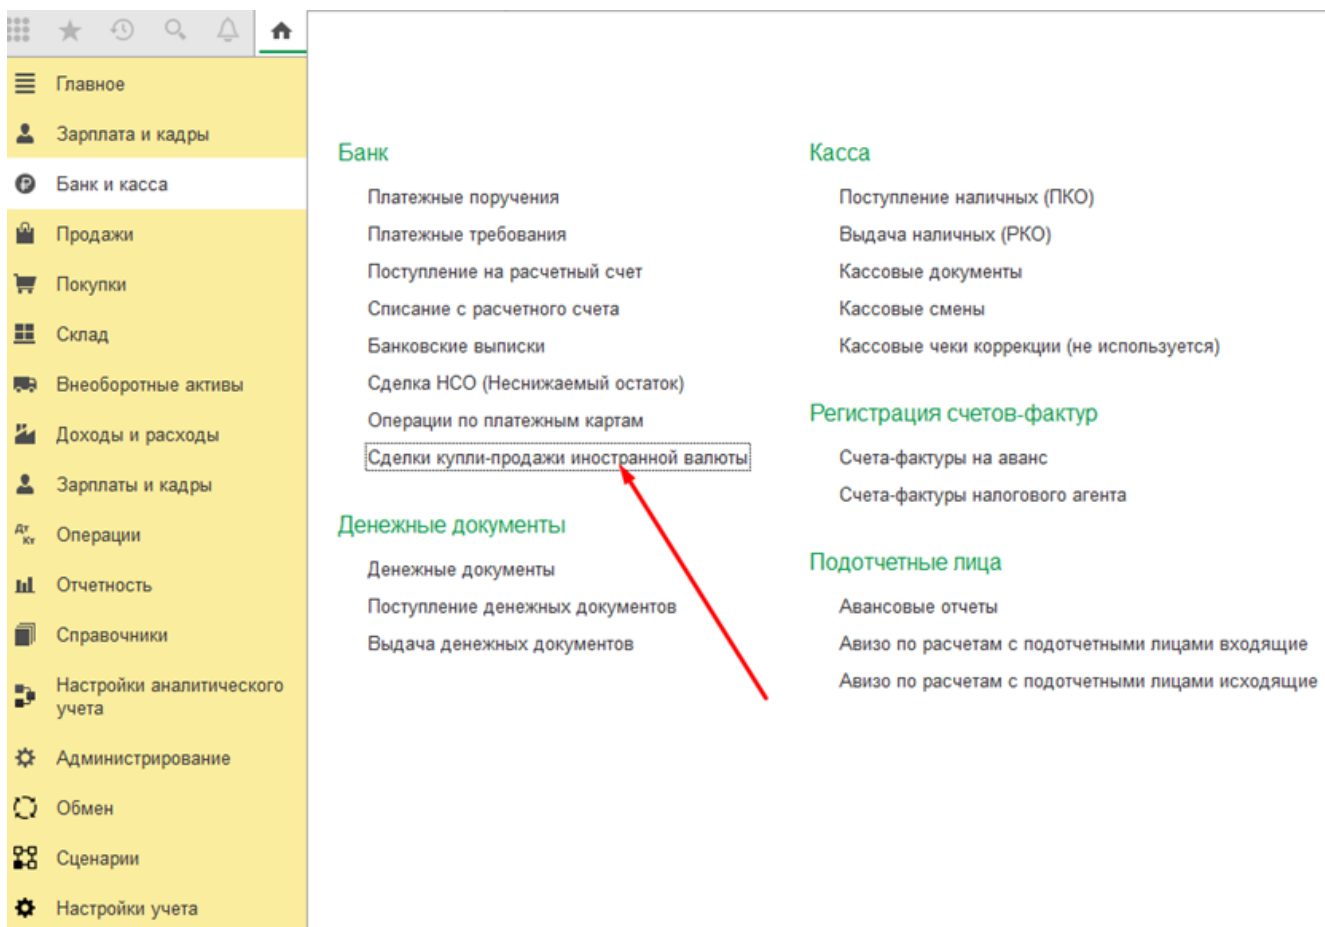 Главное
Зарплата и кадры
Банк и касса
Продажи
Покупки
Склад
Внеоборотные активы
Доходы и расходы
Зарплаты и кадры
Дт
Кт
Операции
Отчетность
Справочники
Настройки аналитического
учета
Администрирование
Обмен
Сценарии
Настройки учета
Банк
Платежные поручения
Платежные требования
Поступление на расчетный счет
Списание с расчетного счета
Банковские выписки
Сделка НСО (Неснижаемый остаток)
Операции по платежным картам
Сделки купли-продажи иностранной валюты
Денежные документы
Денежные документы
Поступление денежных документов
Выдача денежных документов
Касса
Поступление наличных (ПКО)
Выдача наличных (РКО)
Кассовые документы
Кассовые смены
Кассовые чеки коррекции (не используется)
Регистрация счетов-фактур
Счета-фактуры на аванс
Счета-фактуры налогового агента
Подотчетные лица
Авансовые отчеты
Авизо по расчетам с подотчетными лицами входящие
Авизо по расчетам с подотчетными лицами исходящие